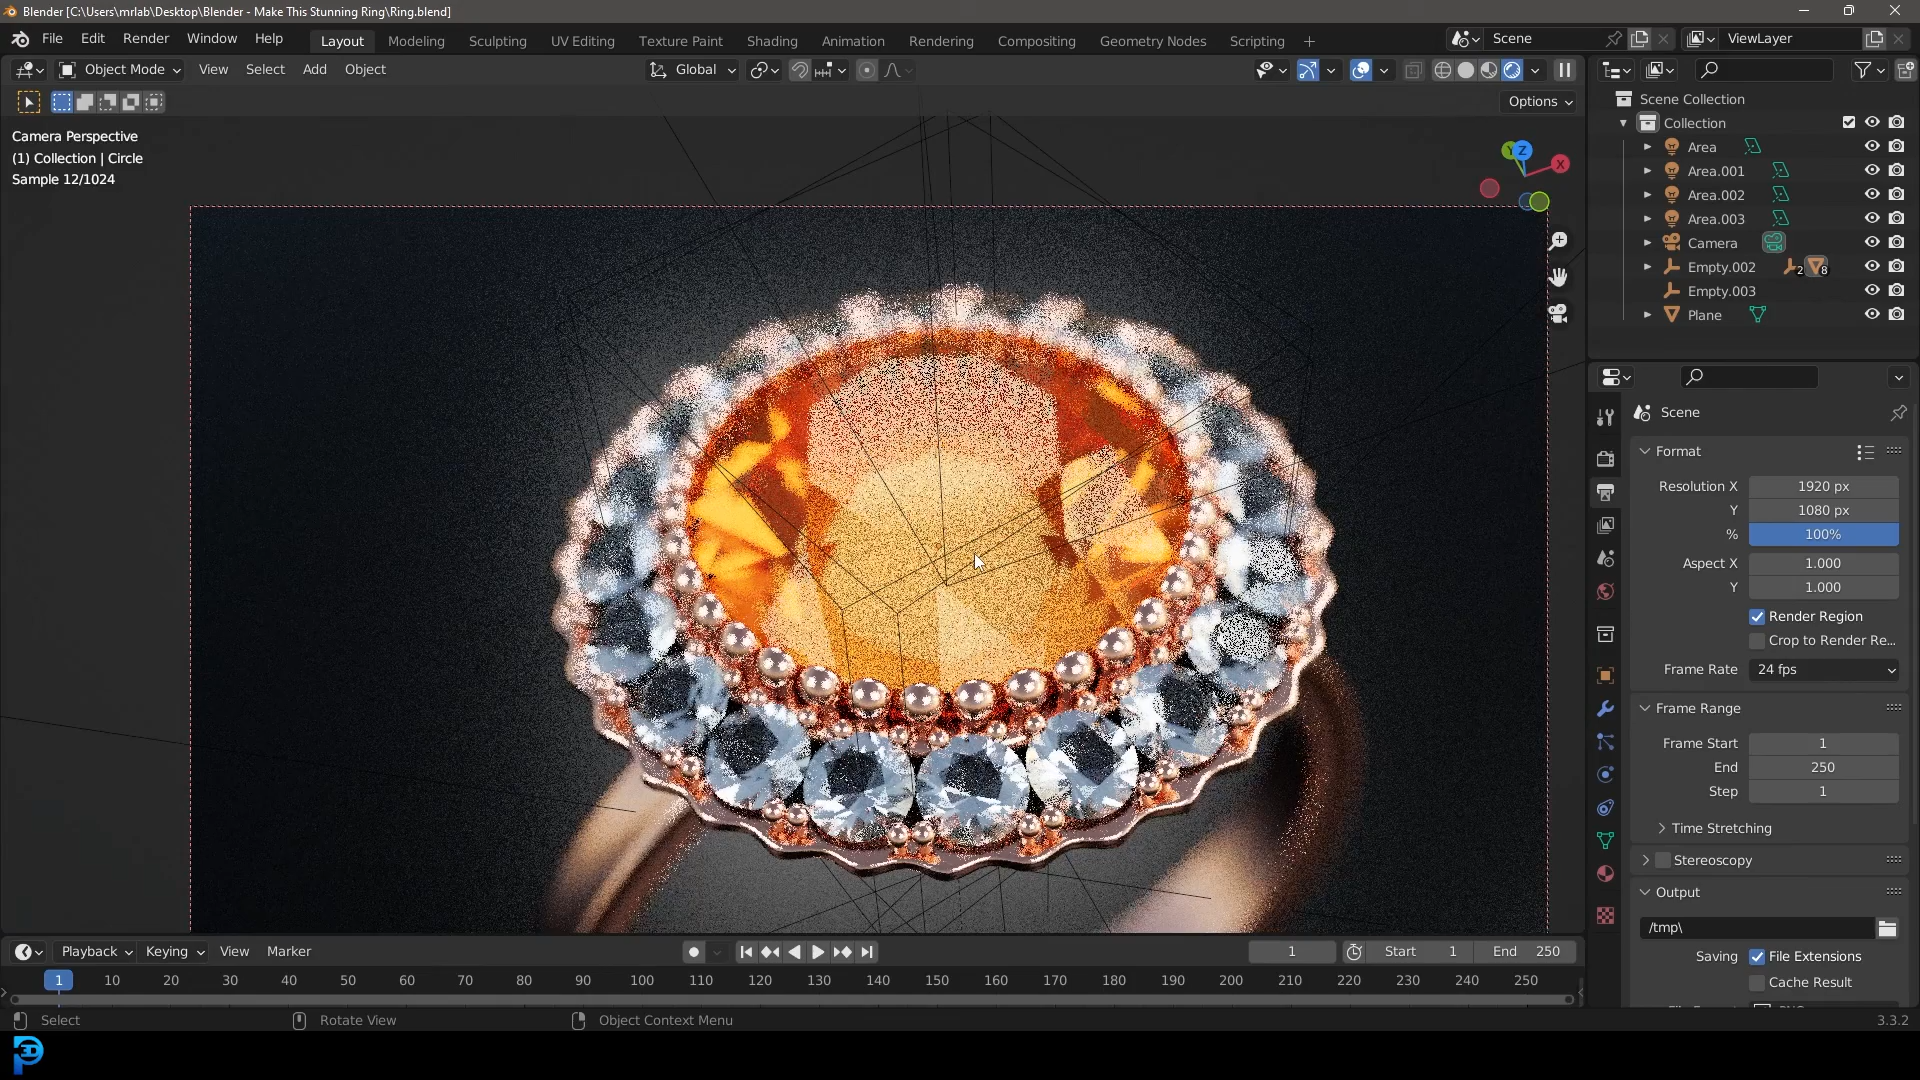 Blender [C:\Users\mrlab\Desktop\Blender - Make This Stunning Ring\Ring.blend]
File Edit Render Window Help
Layout Modeling Sculpting UV Editing Texture Paint Shading Animation Rendering Compositing Geometry Nodes Scripting +
Scene
ViewLayer
Object Mode View Select Add Object
Global
Options
Camera Perspective
(1) Collection | Circle
Sample 12/1024
Y Z X
Scene Collection
Collection
Area
Area.001
Area.002
Area.003
Camera
Empty.002 2 8
Empty.003
Plane
Scene
Format
Resolution X 1920 px
Y 1080 px
% 100%
Aspect X 1.000
Y 1.000
Render Region
Crop to Render Re...
Frame Rate 24 fps
Frame Range
Frame Start 1
End 250
Step 1
Time Stretching
Stereoscopy
Output
/tmp\
Saving File Extensions
Cache Result
Playback Keying View Marker
1 Start 1 End 250
1 10 20 30 40 50 60 70 80 90 100 110 120 130 140 150 160 170 180 190 200 210 220 230 240 250
Select Rotate View Object Context Menu
3.3.2